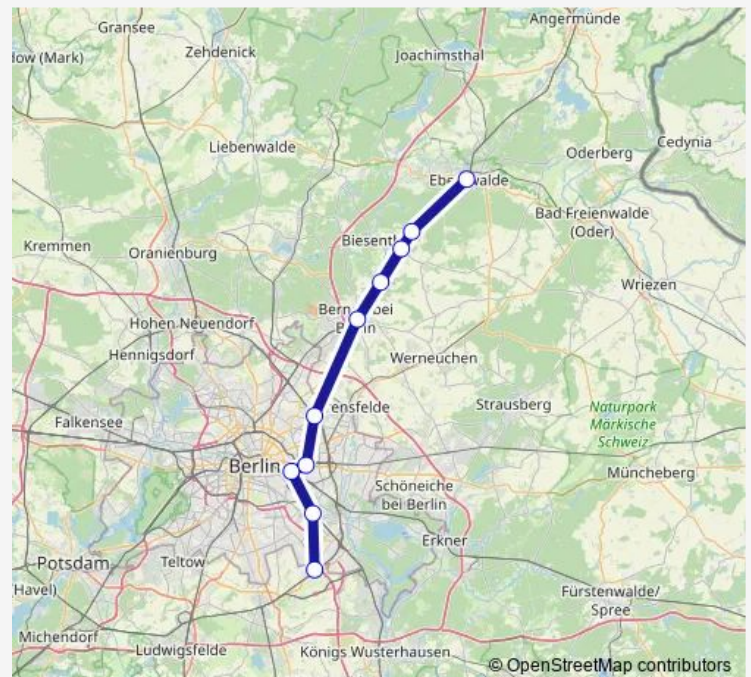 Angermünde
Gransee
Zehdenick
Joachimsthal
Liebenwalde
Oderberg
Cedynia
Bad Freienwalde
(Oder)
Kremmen
Oranienburg
Wriezen
Hohen Neuendorf
Hennigsdorf
Werneuchen
Falkensee
ensfelde
Strausberg
Naturpark
Märkische
Schweiz
Berlin
Müncheberg
Schöneiche
bei Berlin
Erkner
Potsdam
Teltow
(Havel)
Fürstenwalde/
Spree
Michendorf
Ludwigsfelde
Königs Wusterhausen
© OpenStreetMap contributors